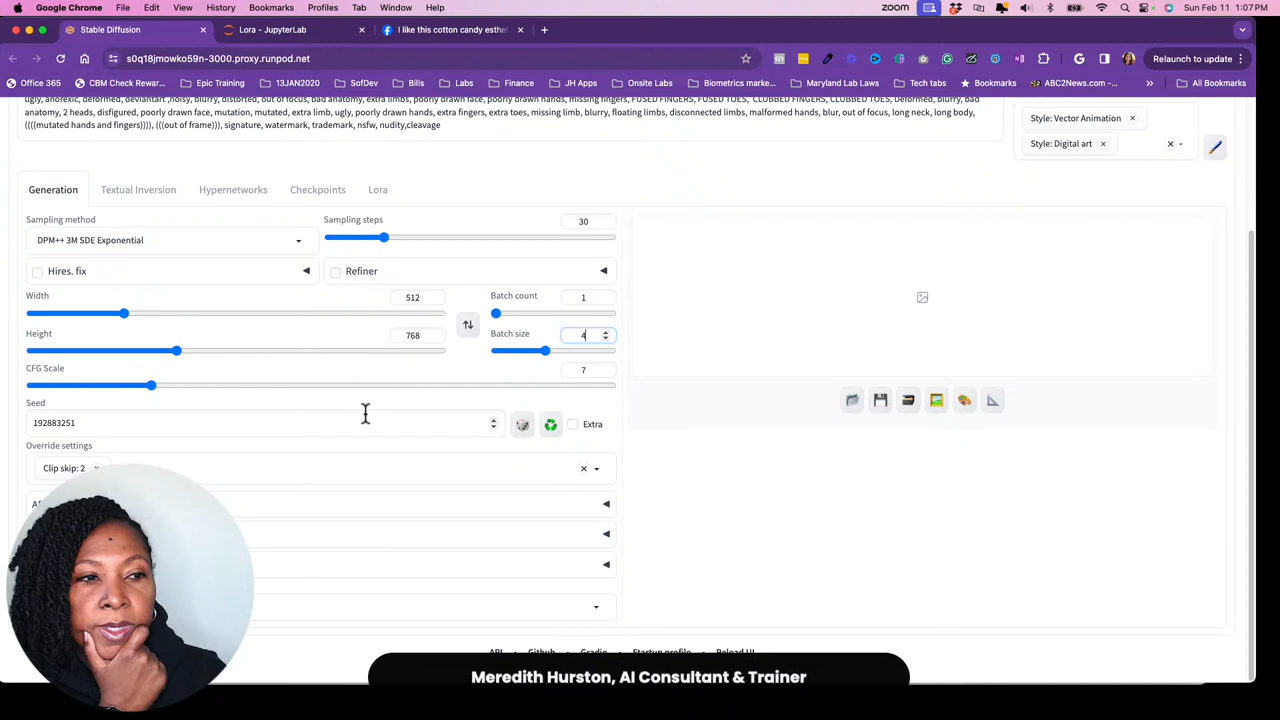 Google Chrome File Edit View History Bookmarks Profiles Tab Window Help zoom Sun Feb 11 1:07 PM
Stable Diffusion Lora - JupyterLab I like this cotton candy esthet
s0q18jmowko59n-3000.proxy.runpod.net Relaunch to update
Office 365 CBM Check Rewar... Epic Training 13JAN2020 SofDev Bills Labs Finance JH Apps Onsite Labs Biometrics marke... Maryland Lab Laws Tech tabs Bookmarks ABC2News.com -... All Bookmarks
ugly, anorexic, deformed, deviantart ,noisy, blurry, distorted, out of focus, bad anatomy, extra limbs, poorly drawn face, poorly drawn hands, missing fingers, FUSED FINGERS, FUSED TOES, CLUBBED FINGERS, CLUBBED TOES, Deformed, blurry, bad
anatomy, 2 heads, disfigured, poorly drawn face, mutation, mutated, extra limb, ugly, poorly drawn hands, extra fingers, extra toes, missing limb, blurry, floating limbs, disconnected limbs, malformed hands, blur, out of focus, long neck, long body,
((((mutated hands and fingers)))), (((out of frame))), signature, watermark, trademark, nsfw, nudity,cleavage
Style: Vector Animation
Style: Digital art
Generation Textual Inversion Hypernetworks Checkpoints Lora
Sampling method Sampling steps 30
DPM++ 3M SDE Exponential
Hires. fix Refiner
Width 512 Batch count 1
Height 768 Batch size 4
CFG Scale 7
Seed
192883251 Extra
Override settings
Clip skip: 2
API Github Gradio Startup profile Reload UI
Meredith Hurston, AI Consultant & Trainer